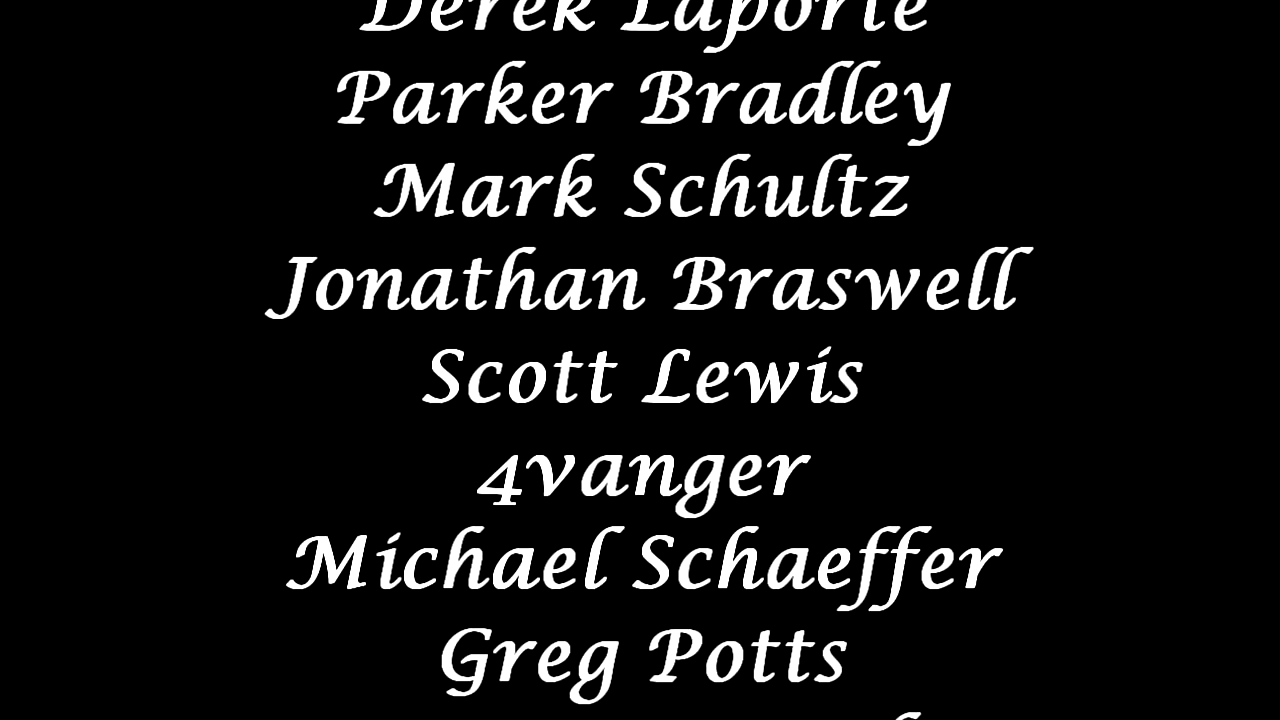 Derek Laporte
Parker Bradley
Mark Schultz
Jonathan Braswell
Scott Lewis
4vanger
Michael Schaeffer
Greg Potts